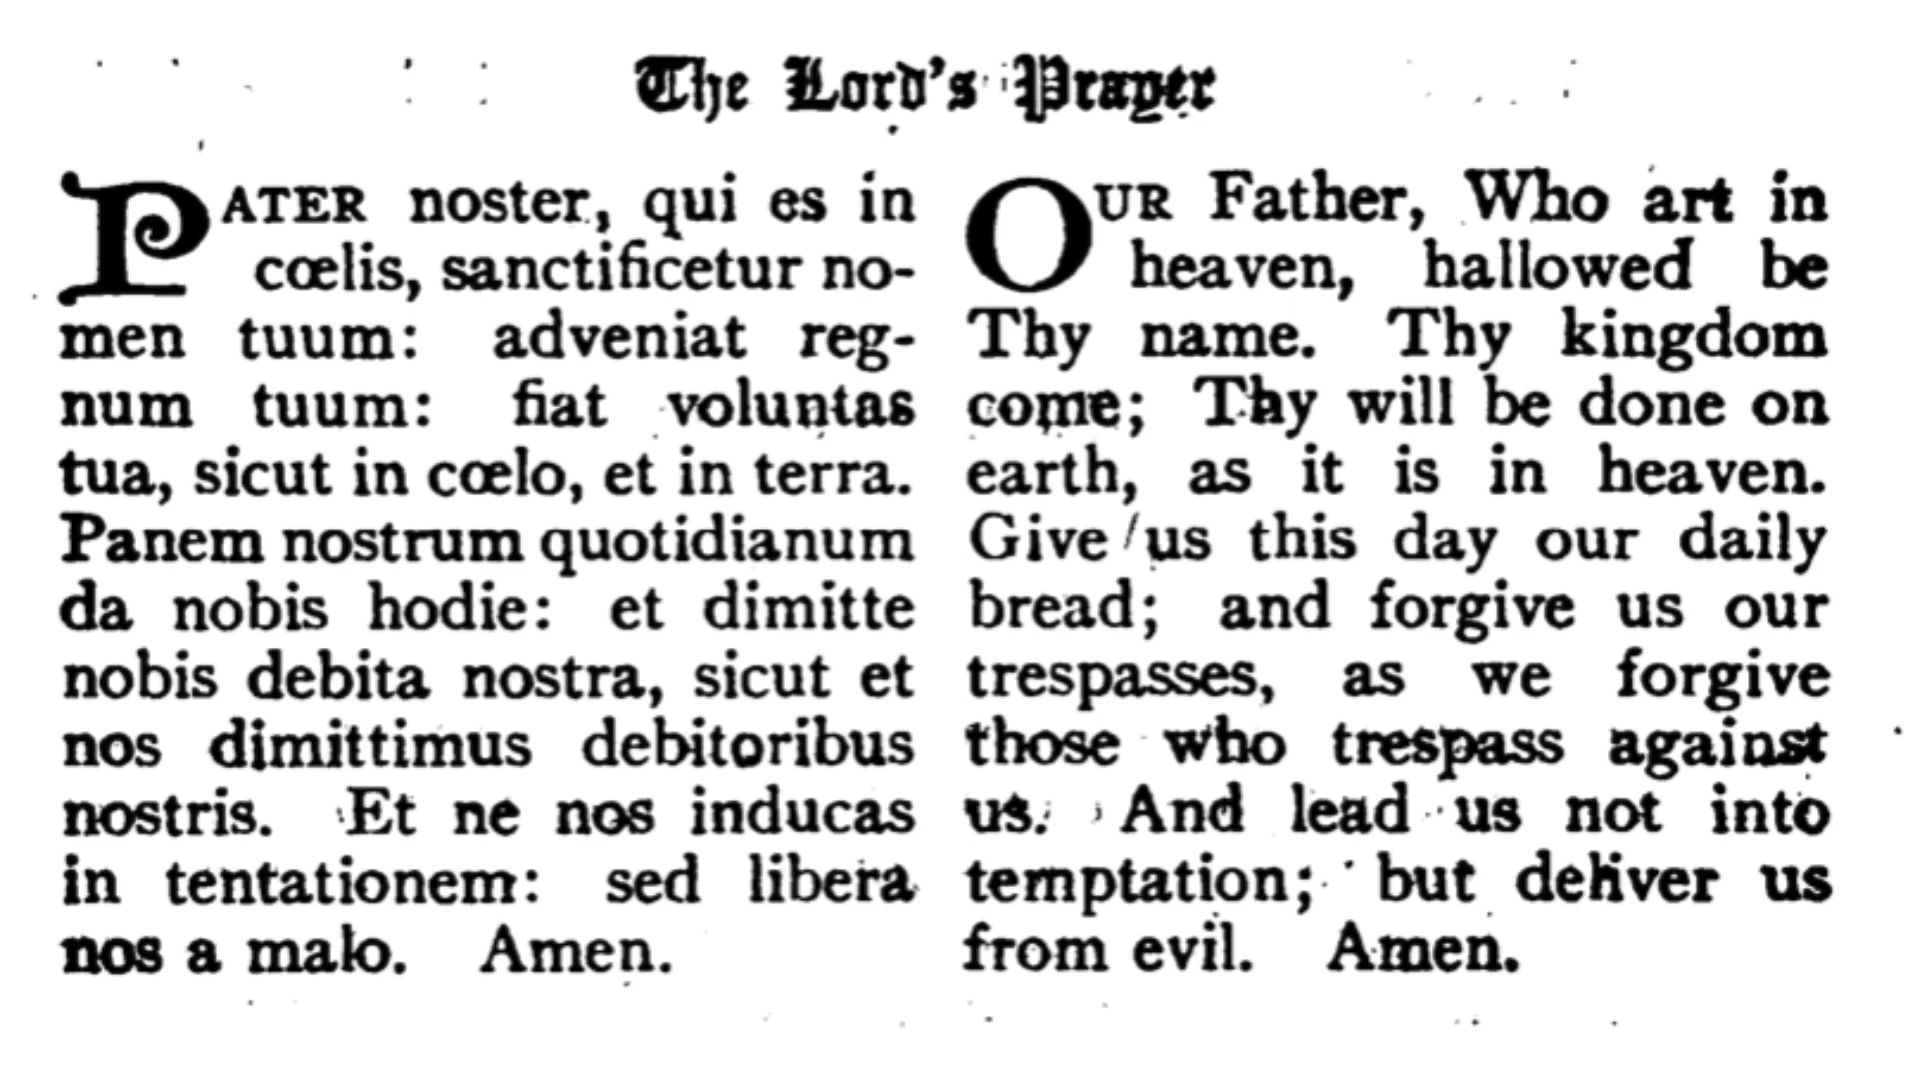 The Lord's Prayer
PATER noster, qui es in
cœlis, sanctificetur no-
men tuum: adveniat reg-
num tuum: fiat voluntas
tua, sicut in cœlo, et in terra.
Panem nostrum quotidianum
da nobis hodie: et dimitte
nobis debita nostra, sicut et
nos dimittimus debitoribus
nostris. Et ne nos inducas
in tentationem: sed libera
nos a malo. Amen.
OUR Father, Who art in
heaven, hallowed be
Thy name. Thy kingdom
come; Thy will be done on
earth, as it is in heaven.
Give us this day our daily
bread; and forgive us our
trespasses, as we forgive
those who trespass against
us. And lead us not into
temptation; but deliver us
from evil. Amen.